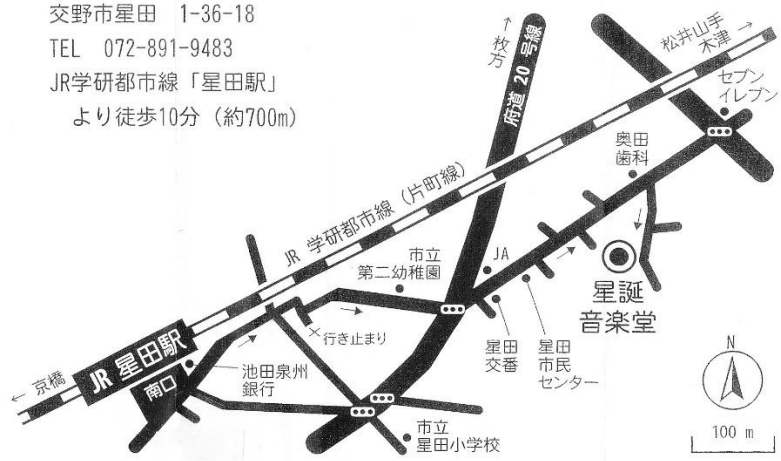 交野市星田 1-36-18
TEL 072-891-9483
JR学研都市線「星田駅」
より徒歩10分（約700m）
↑
枚方
府道 20 号線
松井山手
木津
→
セブン
イレブン
奥田
歯科
JR 学研都市線（片町線）
市立
第二幼稚園
JA
星誕
音楽堂
×行き止まり
星田
交番
星田
市民
センター
JR 星田駅
南口
← 京橋
池田泉州
銀行
市立
星田小学校
N
100 m